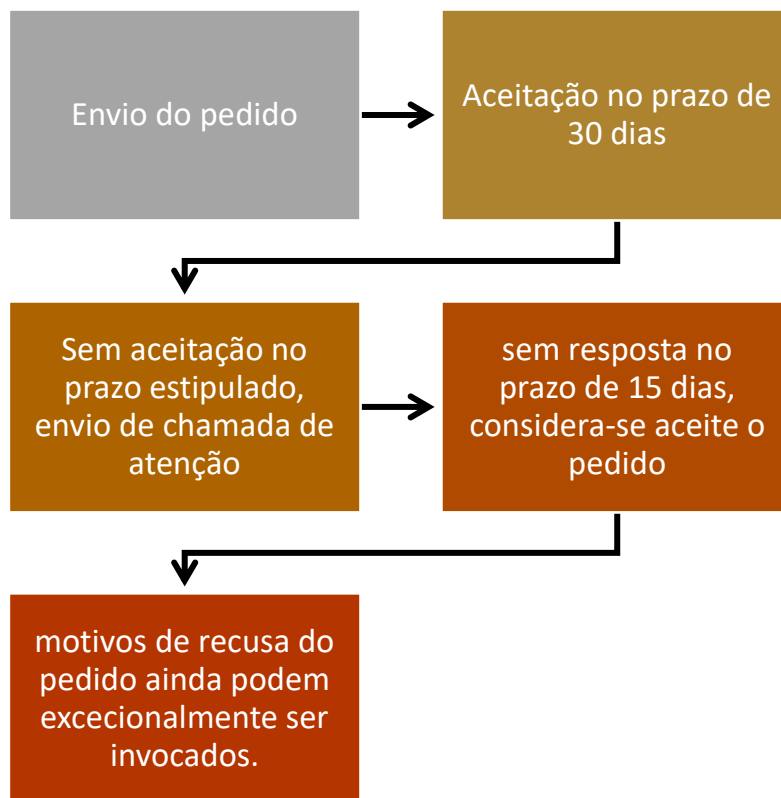 Envio do pedido
Aceitação no prazo de
30 dias
Sem aceitação no
prazo estipulado,
envio de chamada de
atenção
sem resposta no
prazo de 15 dias,
considera-se aceite o
pedido
motivos de recusa do
pedido ainda podem
excecionalmente ser
invocados.